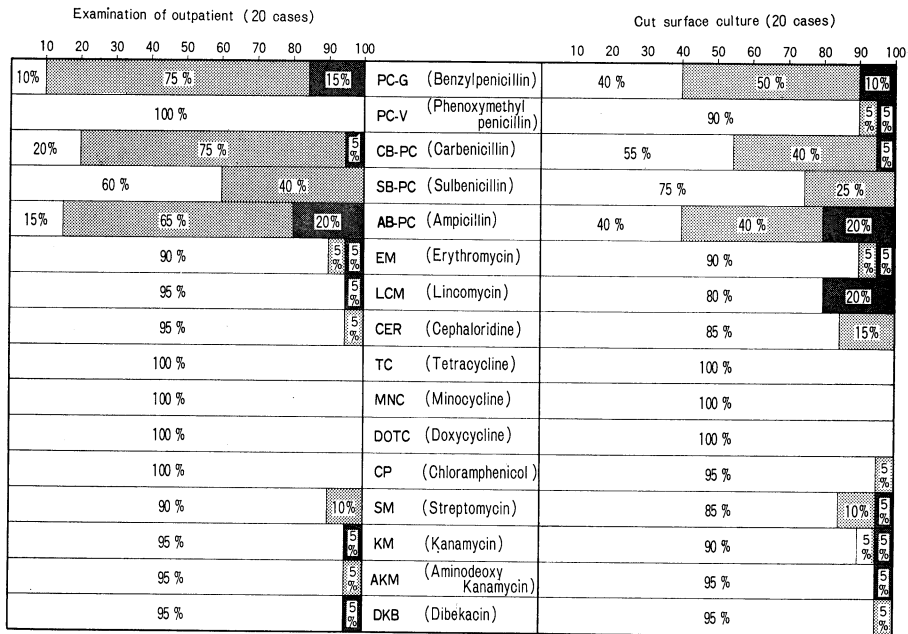 Examination of outpatient (20 cases)
Cut surface culture (20 cases)
10 20 30 40 50 60 70 80 90 100
10 20 30 40 50 60 70 80 90 100
10% 75 % 15% PC-G (Benzylpenicillin) 40 % 50 % 10%
100 % PC-V (Phenoxymethyl penicillin) 90 % 5 % 5 %
20% 75 % 5 % CB-PC (Carbenicillin) 55 % 40 % 5 %
60 % 40 % SB-PC (Sulbenicillin) 75 % 25 %
15% 65 % 20% AB-PC (Ampicillin) 40 % 40 % 20%
90 % 5 % 5 % EM (Erythromycin) 90 % 5 % 5 %
95 % 5 % LCM (Lincomycin) 80 % 20%
95 % 5 % CER (Cephaloridine) 85 % 15%
100 % TC (Tetracycline) 100 %
100 % MNC (Minocycline) 100 %
100 % DOTC (Doxycycline) 100 %
100 % CP (Chloramphenicol) 95 % 5 %
90 % 10% SM (Streptomycin) 85 % 10% 5 %
95 % 5 % KM (Kanamycin) 90 % 5 % 5 %
95 % 5 % AKM (Aminodeoxy Kanamycin) 95 % 5 %
95 % 5 % DKB (Dibekacin) 95 % 5 %